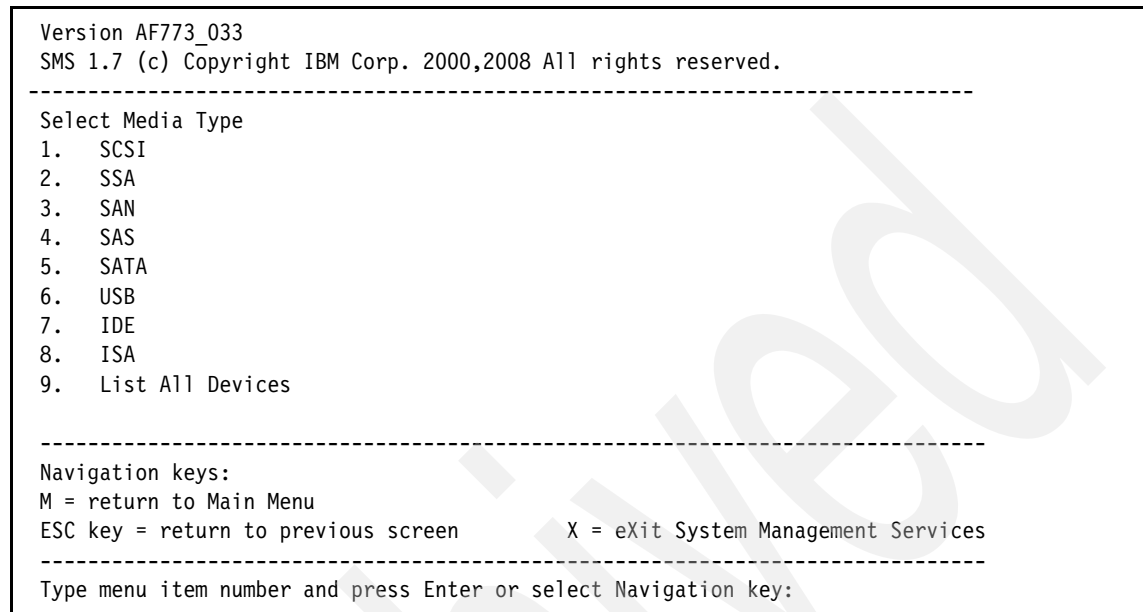 Version AF773_033
SMS 1.7 (c) Copyright IBM Corp. 2000,2008 All rights reserved.
-------------------------------------------------------------------------------
Select Media Type
1. SCSI
2. SSA
3. SAN
4. SAS
5. SATA
6. USB
7. IDE
8. ISA
9. List All Devices
-------------------------------------------------------------------------------
Navigation keys:
M = return to Main Menu
ESC key = return to previous screen X = eXit System Management Services
-------------------------------------------------------------------------------
Type menu item number and press Enter or select Navigation key: